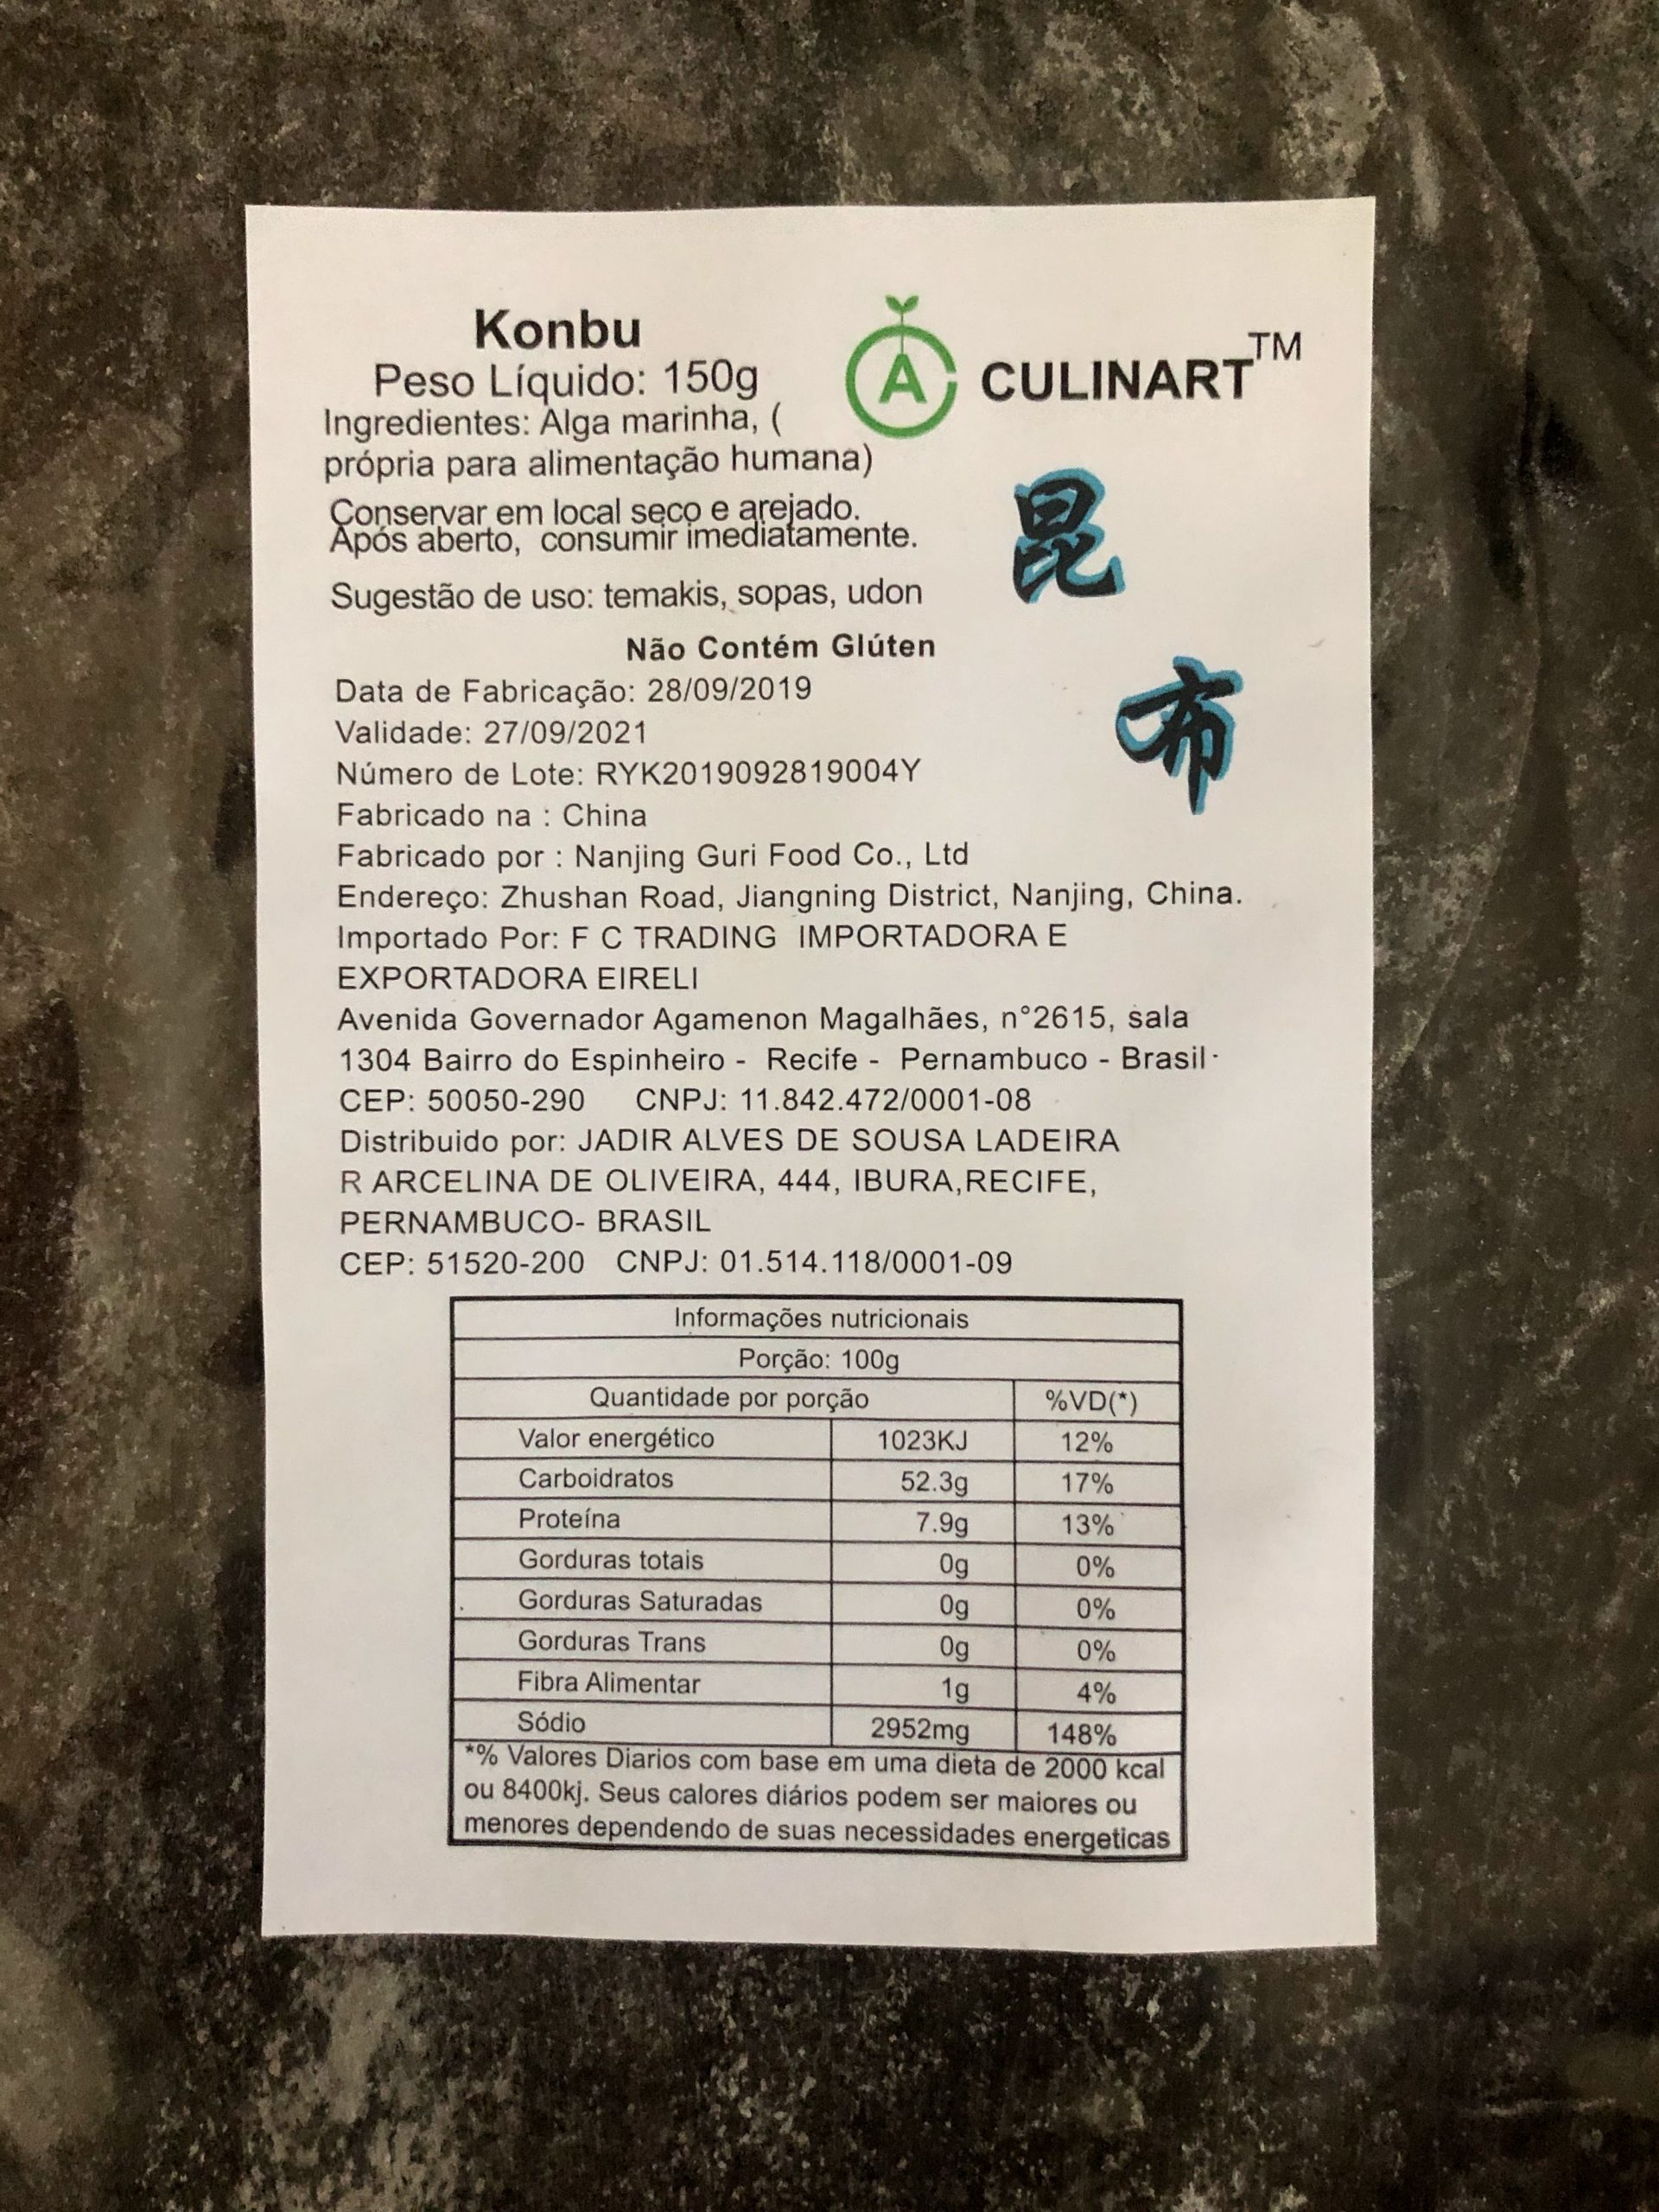 Konbu
Peso Líquido: 150g
A CULINART™
Ingredientes: Alga marinha, (
própria para alimentação humana)
Conservar em local seco e arejado.
Após aberto, consumir imediatamente.
Sugestão de uso: temakis, sopas, udon
昆
布
Não Contém Glúten
Data de Fabricação: 28/09/2019
Validade: 27/09/2021
Número de Lote: RYK2019092819004Y
Fabricado na : China
Fabricado por : Nanjing Guri Food Co., Ltd
Endereço: Zhushan Road, Jiangning District, Nanjing, China.
Importado Por: F C TRADING IMPORTADORA E
EXPORTADORA EIRELI
Avenida Governador Agamenon Magalhães, n°2615, sala
1304 Bairro do Espinheiro - Recife - Pernambuco - Brasil
CEP: 50050-290 CNPJ: 11.842.472/0001-08
Distribuido por: JADIR ALVES DE SOUSA LADEIRA
R ARCELINA DE OLIVEIRA, 444, IBURA,RECIFE,
PERNAMBUCO- BRASIL
CEP: 51520-200 CNPJ: 01.514.118/0001-09
Informações nutricionais
Porção: 100g
Quantidade por porção %VD(*)
Valor energético 1023KJ 12%
Carboidratos 52.3g 17%
Proteína 7.9g 13%
Gorduras totais 0g 0%
Gorduras Saturadas 0g 0%
Gorduras Trans 0g 0%
Fibra Alimentar 1g 4%
Sódio 2952mg 148%
*% Valores Diarios com base em uma dieta de 2000 kcal
ou 8400kj. Seus calores diários podem ser maiores ou
menores dependendo de suas necessidades energeticas